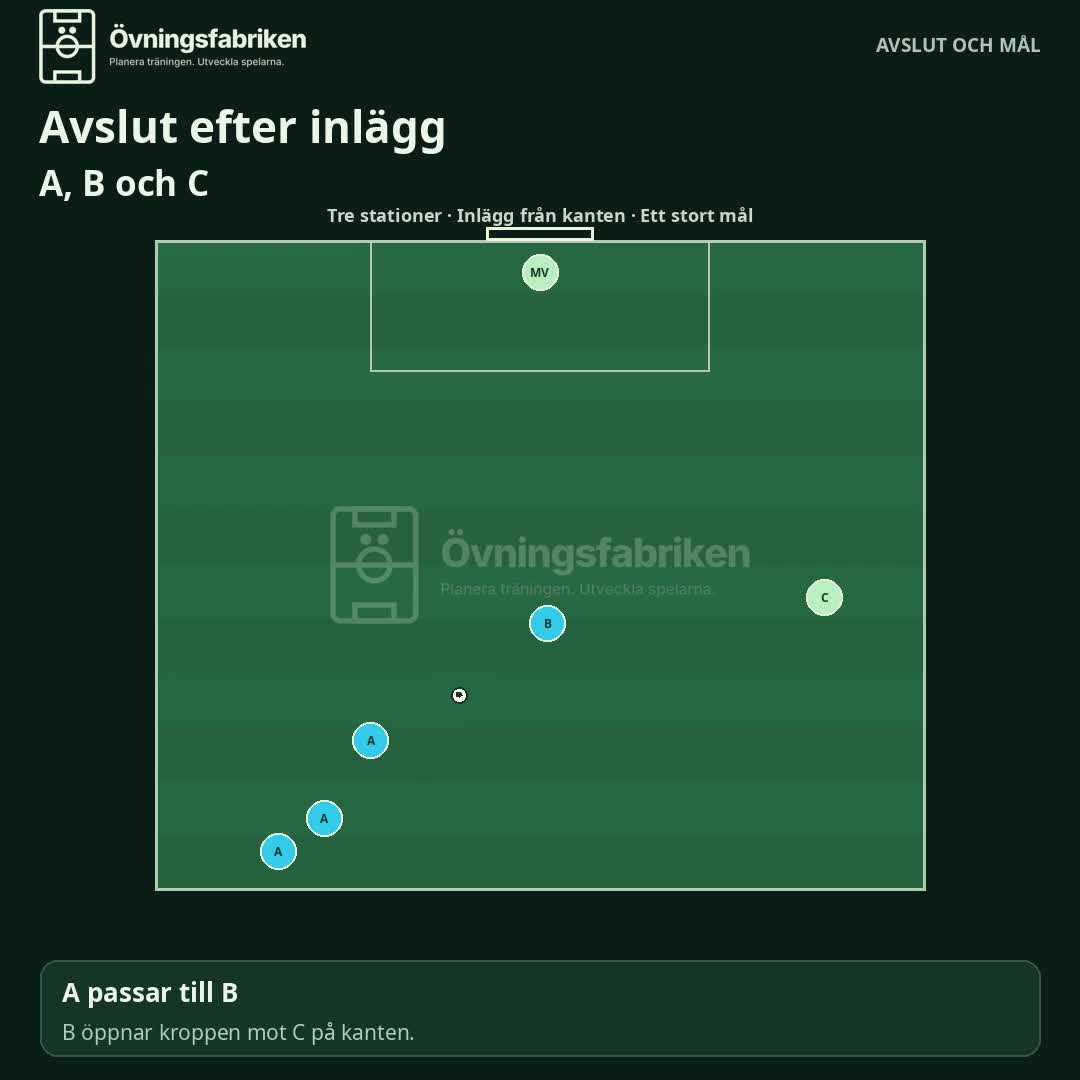 Övningsfabriken
Planera träningen. Utveckla spelarna.
AVSLUT OCH MÅL
Avslut efter inlägg
A, B och C
Tre stationer · Inlägg från kanten · Ett stort mål
MV
Övningsfabriken
Planera träningen. Utveckla spelarna.
C
B
A
A
A
A passar till B
B öppnar kroppen mot C på kanten.